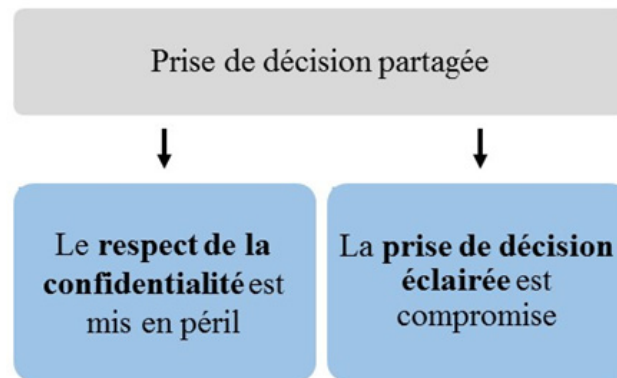 Prise de décision partagée
Le respect de la
confidentialité est
mis en péril
La prise de décision
éclairée est
compromise